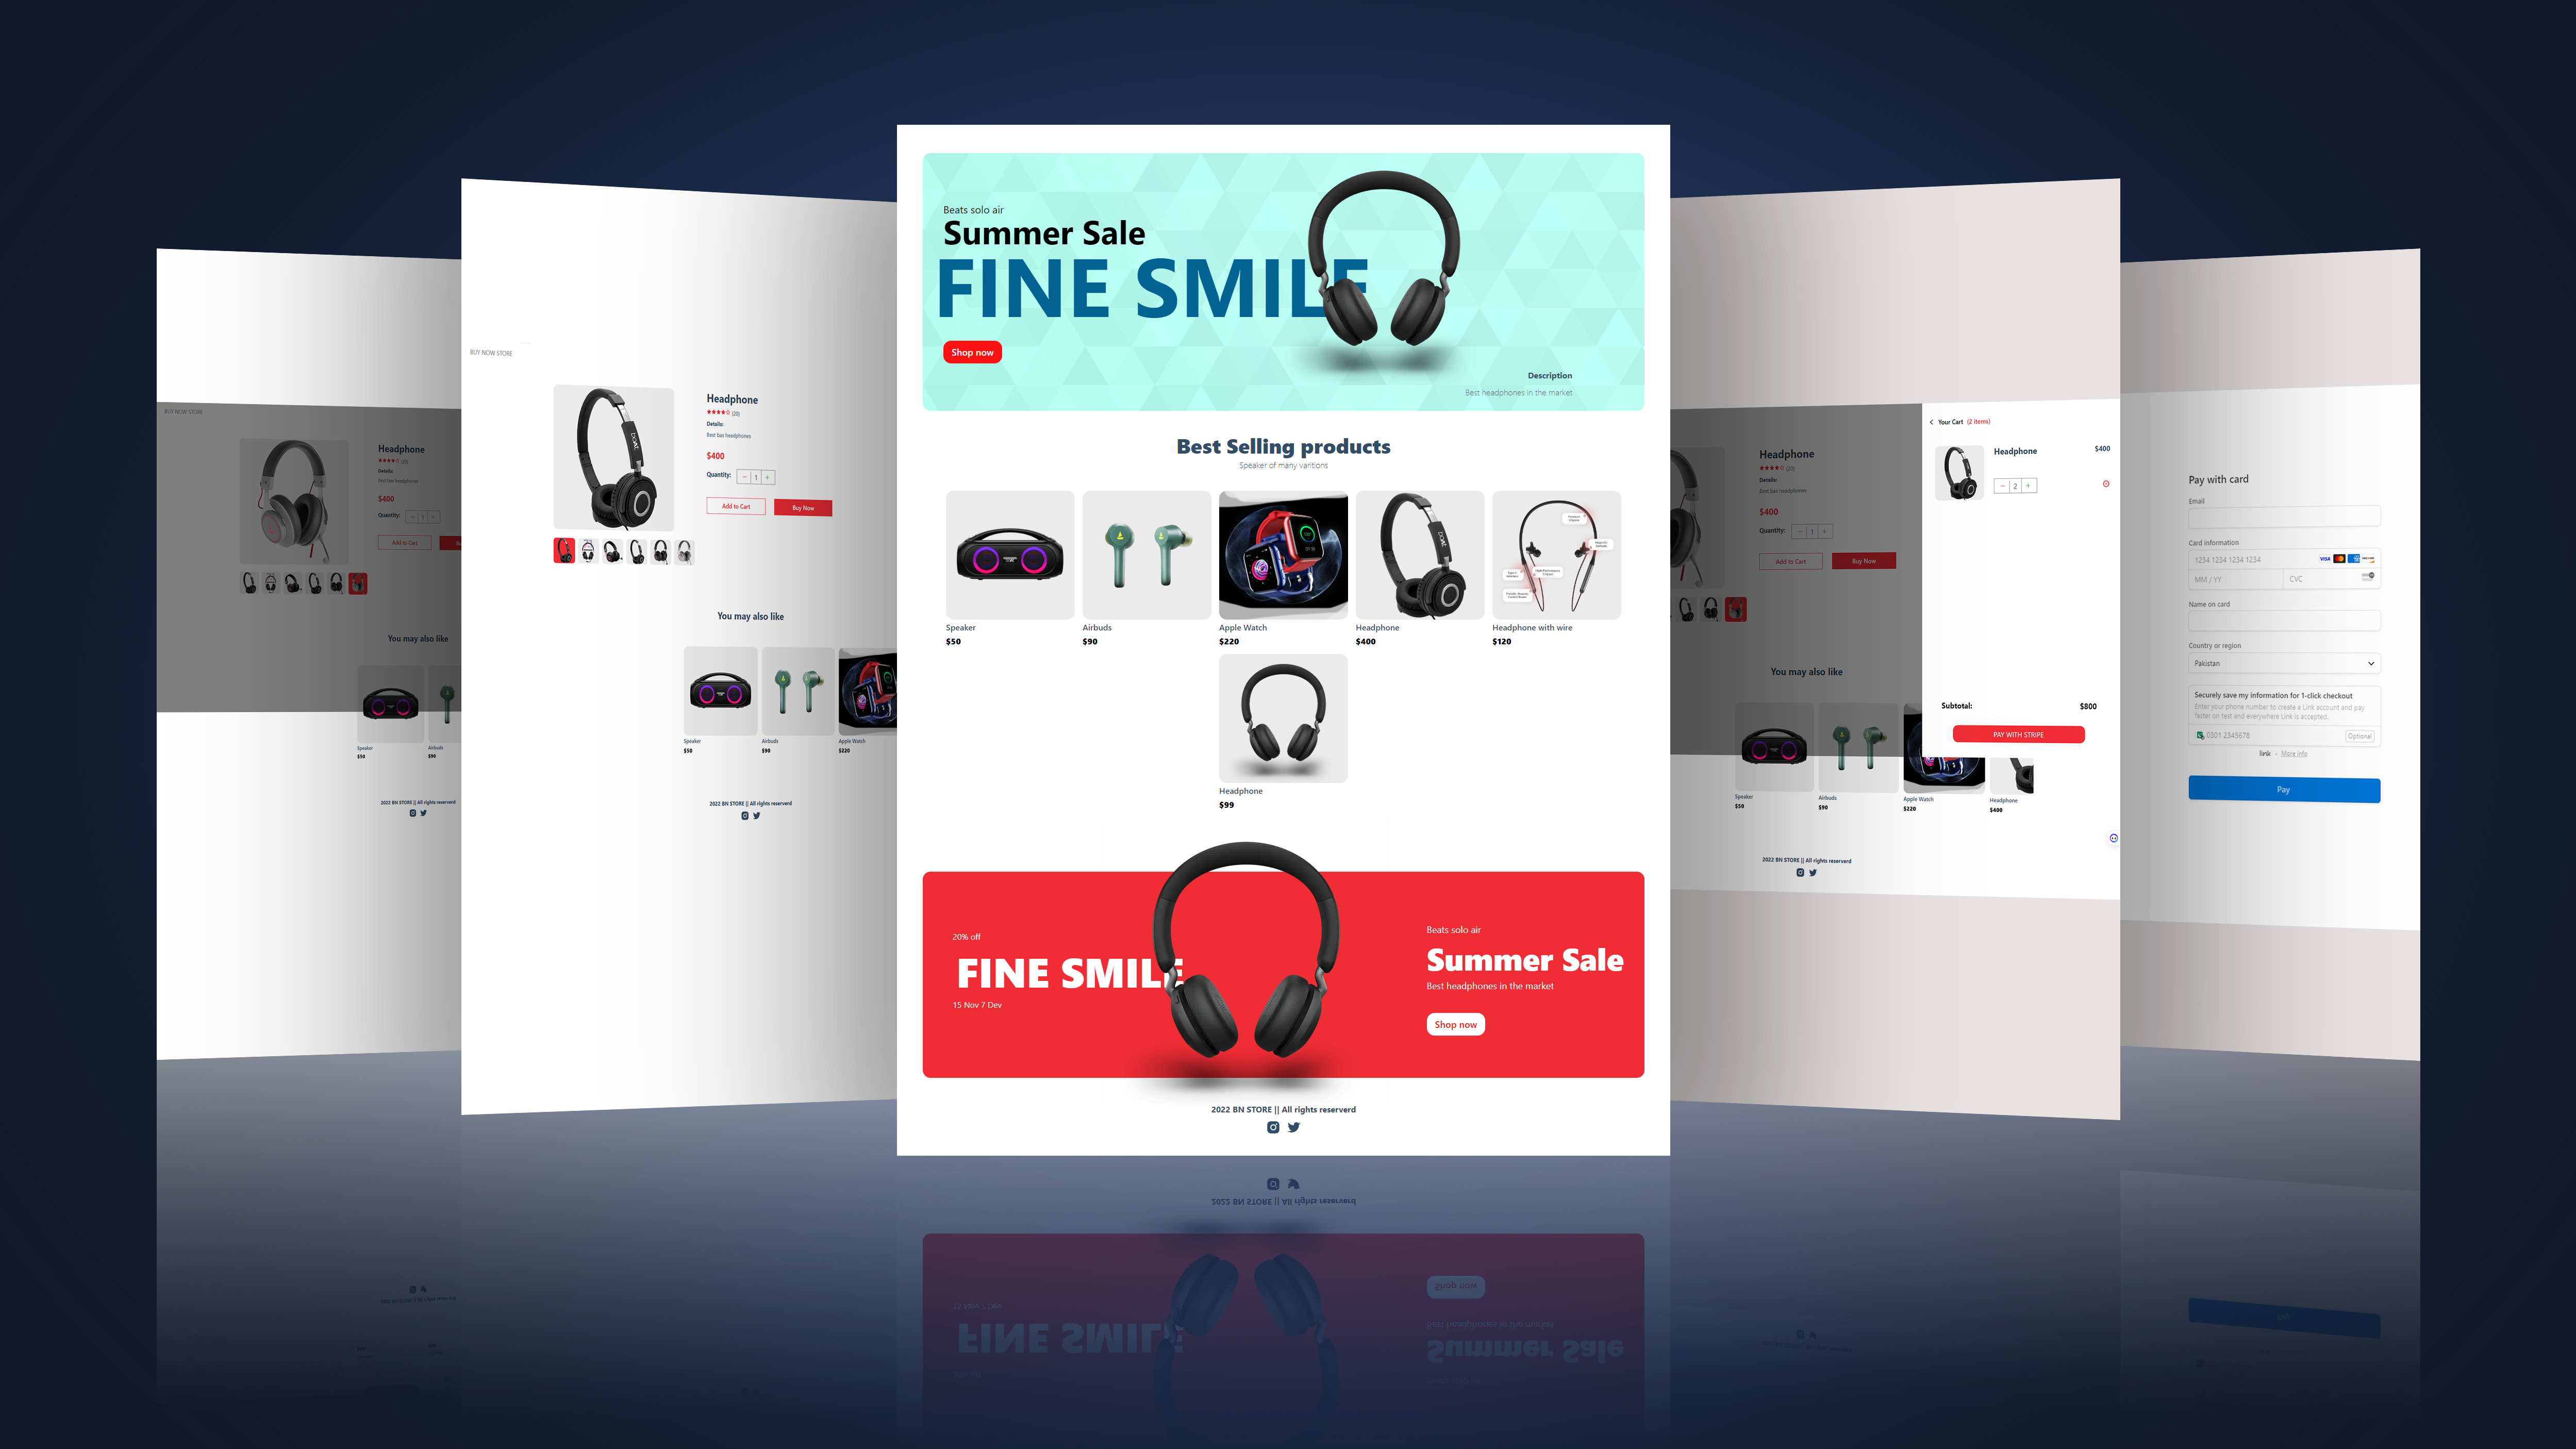 BUY NOW STORE
Headphone
(20)
Details:
Best bas headphones
$400
Quantity: - 1 +
Add to Cart
You may also like
Speaker
$50
Airbuds
$90
2022 BN STORE || All rights reserverd
BUY NOW STORE
Headphone
(20)
Details:
Best bas headphones
$400
Quantity: - 1 +
Add to Cart Buy Now
You may also like
Speaker
$50
Airbuds
$90
Apple Watch
$220
2022 BN STORE || All rights reserverd
Beats solo air
Summer Sale
FINE SMILE
Shop now
Description
Best headphones in the market
Best Selling products
Speaker of many varitions
Speaker
$50
Airbuds
$90
Apple Watch
$220
boAt
Headphone
$400
Headphone with wire
$120
Headphone
$99
20% off
FINE SMILE
15 Nov 7 Dev
Beats solo air
Summer Sale
Best headphones in the market
Shop now
2022 BN STORE || All rights reserverd
Headphone
(20)
Details:
Best bas headphones
$400
Quantity: - 1 +
Add to Cart Buy Now
You may also like
Speaker
$50
Airbuds
$90
Apple Watch
$220
Headphone
$400
2022 BN STORE || All rights reserverd
Your Cart (2 items)
Headphone $400
- 2 +
Subtotal: $800
PAY WITH STRIPE
Pay with card
Email
Card information
1234 1234 1234 1234 VISA
MM / YY CVC
Name on card
Country or region
Pakistan
Securely save my information for 1-click checkout
Enter your phone number to create a Link account and pay
faster on test and everywhere Link is accepted.
0301 2345678 Optional
link · More info
Pay